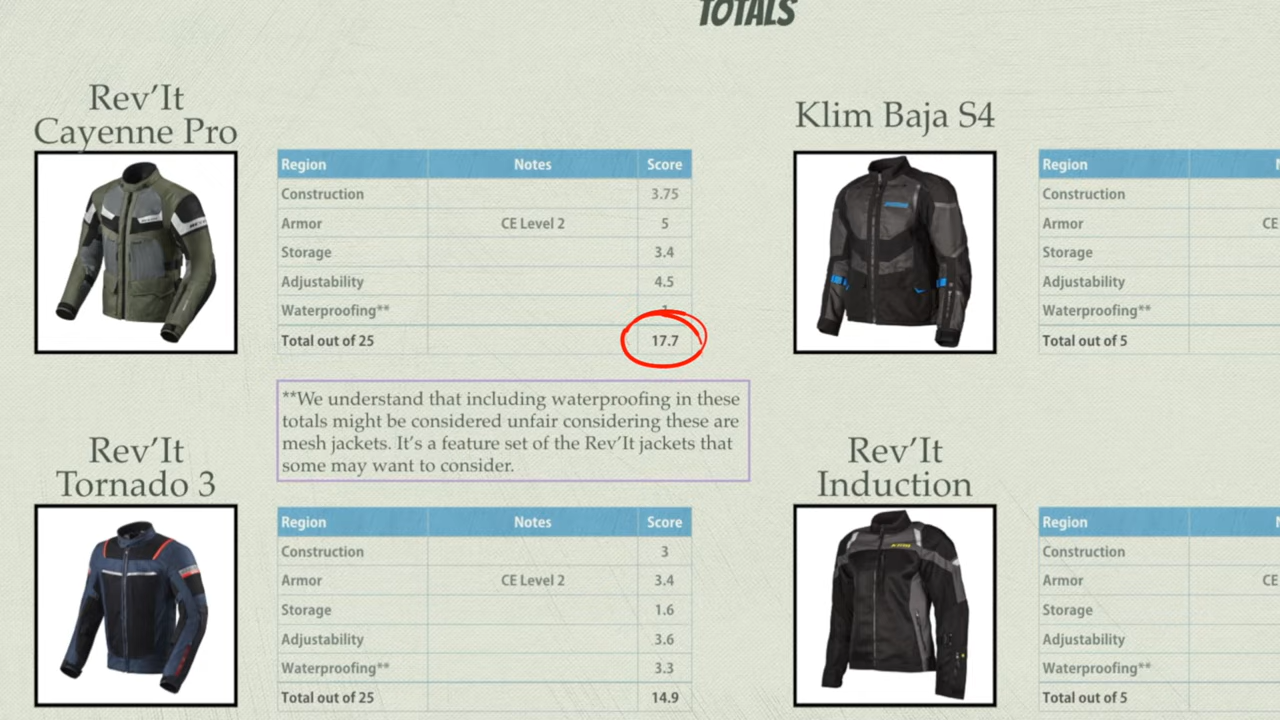 TOTALS
Rev'It
Cayenne Pro
Region Notes Score
Construction 3.75
Armor CE Level 2 5
Storage 3.4
Adjustability 4.5
Waterproofing** 1
Total out of 25 17.7
**We understand that including waterproofing in these
totals might be considered unfair considering these are
mesh jackets. It's a feature set of the Rev'It jackets that
some may want to consider.
Klim Baja S4
Region
Construction
Armor CE
Storage
Adjustability
Waterproofing**
Total out of 5
Rev'It
Tornado 3
Region Notes Score
Construction 3
Armor CE Level 2 3.4
Storage 1.6
Adjustability 3.6
Waterproofing** 3.3
Total out of 25 14.9
Rev'It
Induction
Region
Construction
Armor CE
Storage
Adjustability
Waterproofing**
Total out of 5